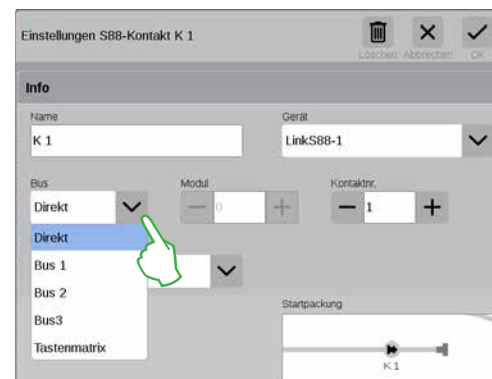 Einstellungen S88-Kontakt K 1
Löschen Abbrechen OK
Info
Name Gerät
K 1 LinkS88-1
Bus Modul Kontaktnr.
Direkt 0 1
Direkt
Bus 1
Bus 2
Bus3
Tastenmatrix
Startpackung
K 1